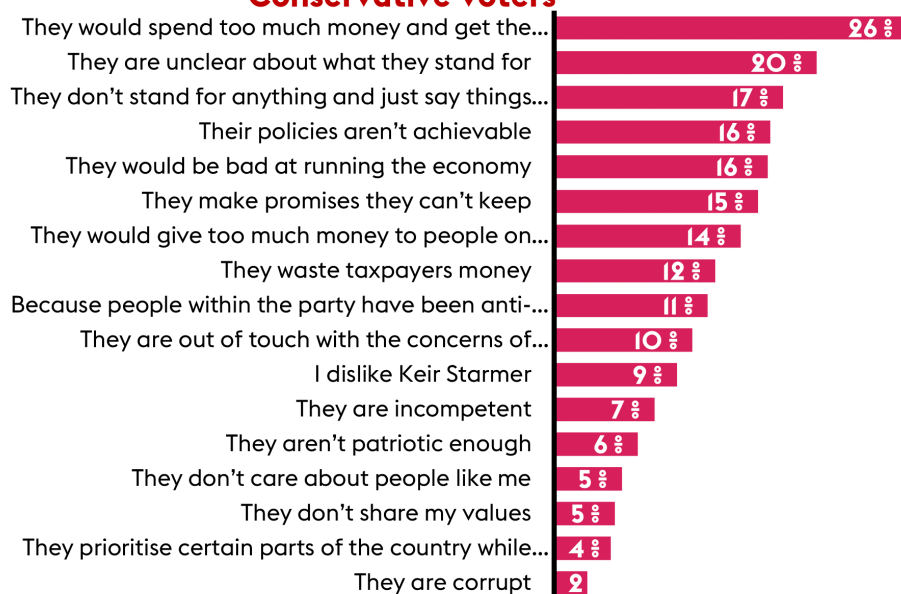 Conservative voters
They would spend too much money and get the... 26%
They are unclear about what they stand for 20%
They don't stand for anything and just say things... 17%
Their policies aren't achievable 16%
They would be bad at running the economy 16%
They make promises they can't keep 15%
They would give too much money to people on... 14%
They waste taxpayers money 12%
Because people within the party have been anti-... 11%
They are out of touch with the concerns of... 10%
I dislike Keir Starmer 9%
They are incompetent 7%
They aren't patriotic enough 6%
They don't care about people like me 5%
They don't share my values 5%
They prioritise certain parts of the country while... 4%
They are corrupt 2